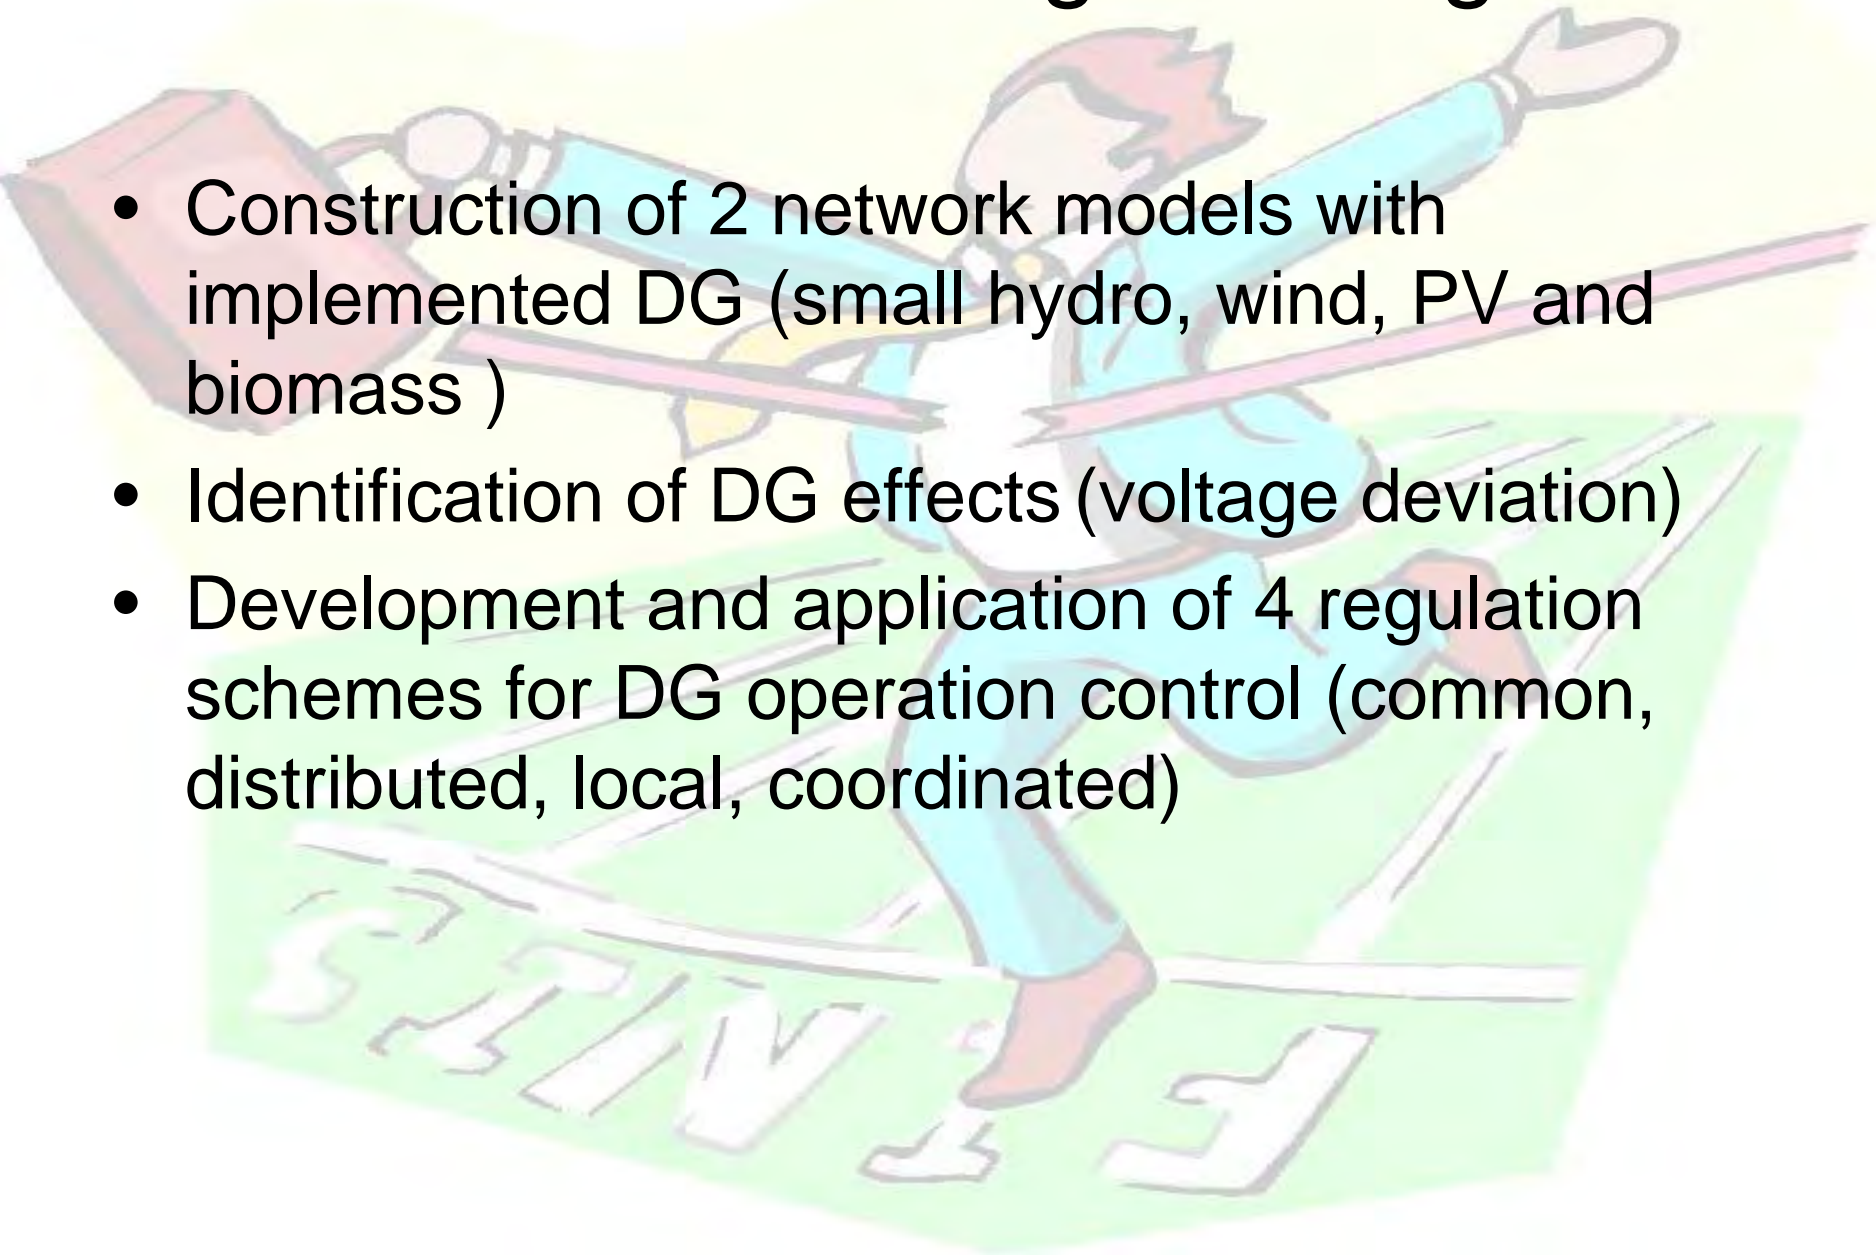 • Construction of 2 network models with
implemented DG (small hydro, wind, PV and
biomass )
• Identification of DG effects (voltage deviation)
• Development and application of 4 regulation
schemes for DG operation control (common,
distributed, local, coordinated)
FINIS